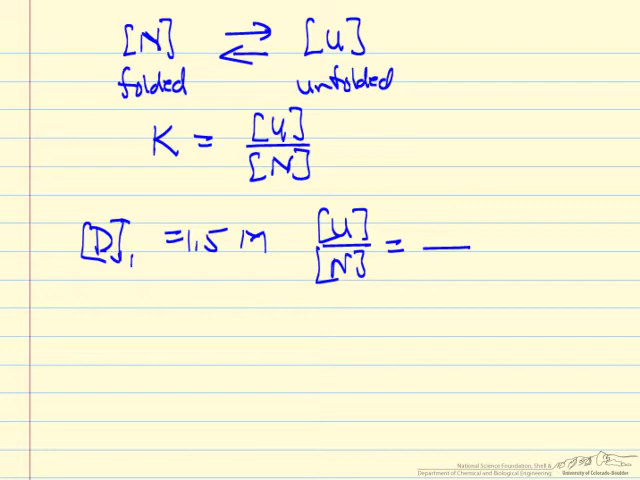 [N] ⇌ [U]
folded unfolded
K = [U]/[N]
[D]₁ = 1.5 M [U]/[N] = —
National Science Foundation, Shell &
Department of Chemical and Biological Engineering
University of Colorado-Boulder